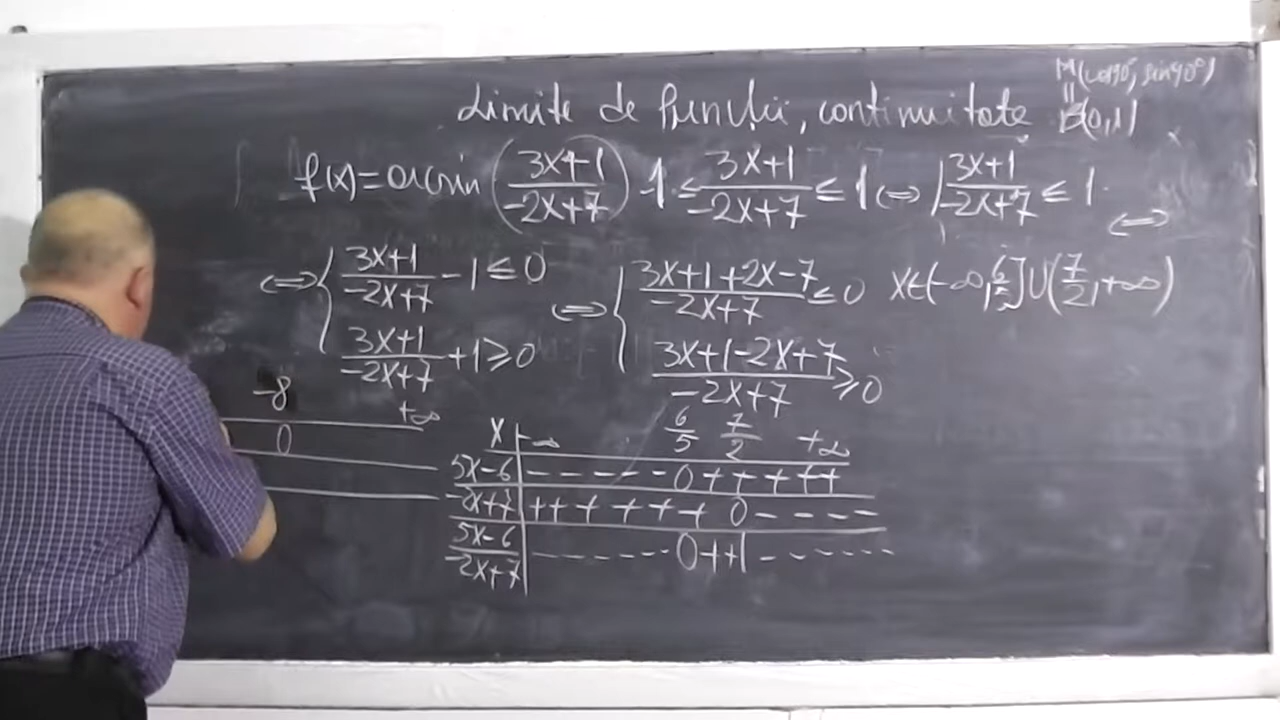 Limite de funcții, continuitate
M(cos90°, sin90°)
||
B(0,1)
f(x)=arcsin(3x+1/-2x+7) -1≤3x+1/-2x+7≤1⇔|3x+1/-2x+7≤1 ⇔
⇔{3x+1/-2x+7-1≤0 ⇔{3x+1+2x-7/-2x+7≤0 x∈(-∞,6/5]∪(7/2,+∞)
3x+1/-2x+7+1≥0 3x+1-2x+7/-2x+7≥0
-8 +∞
0
x -∞ 6/5 7/2 +∞
5x-6 - - - - - 0 + + + + +
-2x+7 + + + + + + + 0 - - - -
5x-6/-2x+7 - - - - - - - 0 + + | - - - - - -